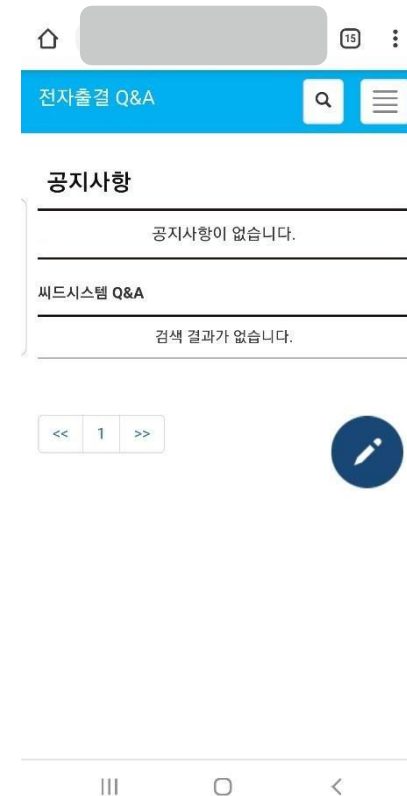 15
전자출결 Q&A
공지사항
공지사항이 없습니다.
씨드시스템 Q&A
검색 결과가 없습니다.
<< 1 >>